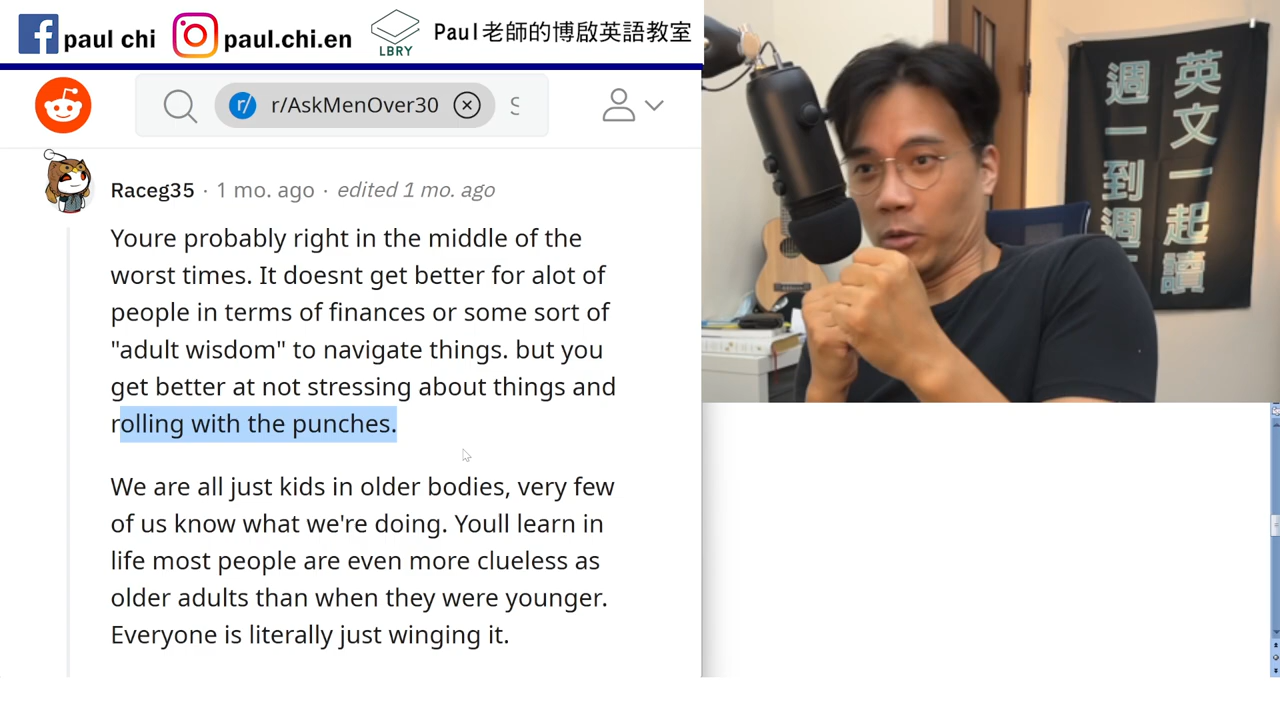 paul chi
paul.chi.en
LBRY
Paul老師的博啟英語教室
r/
r/AskMenOver30
S
Raceg35 · 1 mo. ago · edited 1 mo. ago
Youre probably right in the middle of the
worst times. It doesnt get better for alot of
people in terms of finances or some sort of
"adult wisdom" to navigate things. but you
get better at not stressing about things and
rolling with the punches.
We are all just kids in older bodies, very few
of us know what we're doing. Youll learn in
life most people are even more clueless as
older adults than when they were younger.
Everyone is literally just winging it.
英文一起讀
週一到週